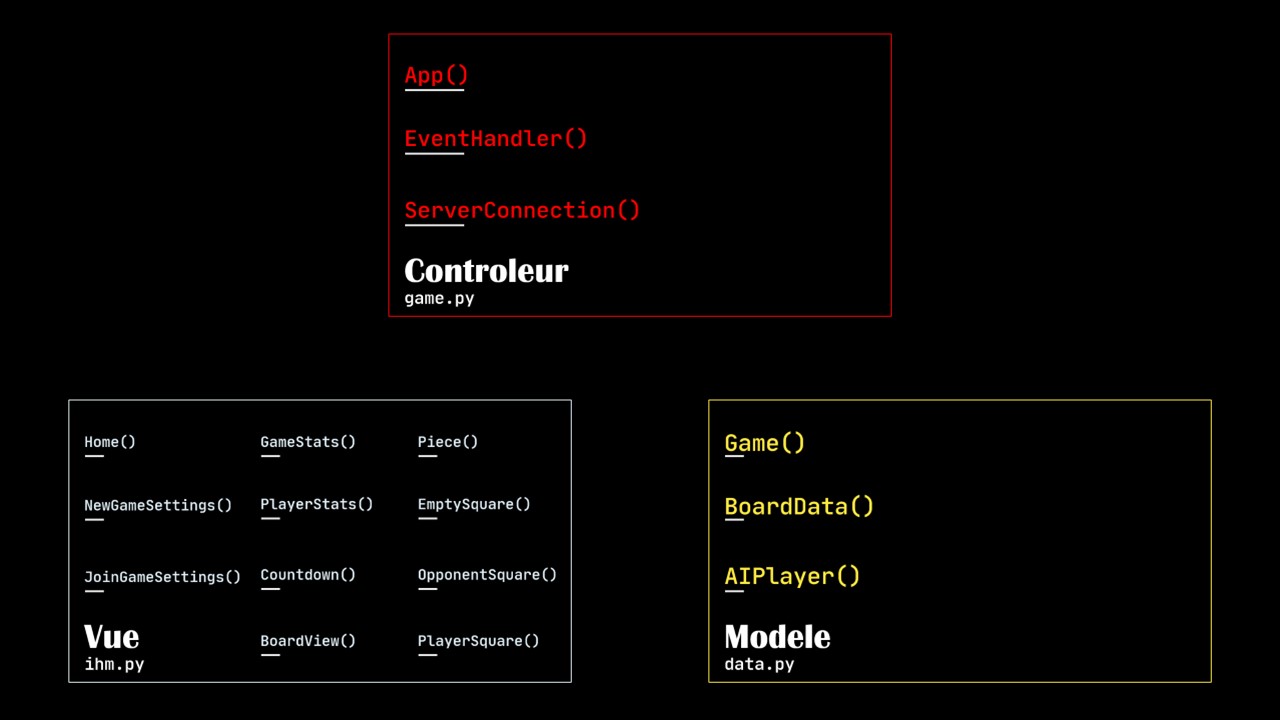 App()
EventHandler()
ServerConnection()
Controleur
game.py
Home()
NewGameSettings()
JoinGameSettings()
GameStats()
PlayerStats()
Countdown()
BoardView()
Piece()
EmptySquare()
OpponentSquare()
PlayerSquare()
Vue
ihm.py
Game()
BoardData()
AIPlayer()
Modele
data.py